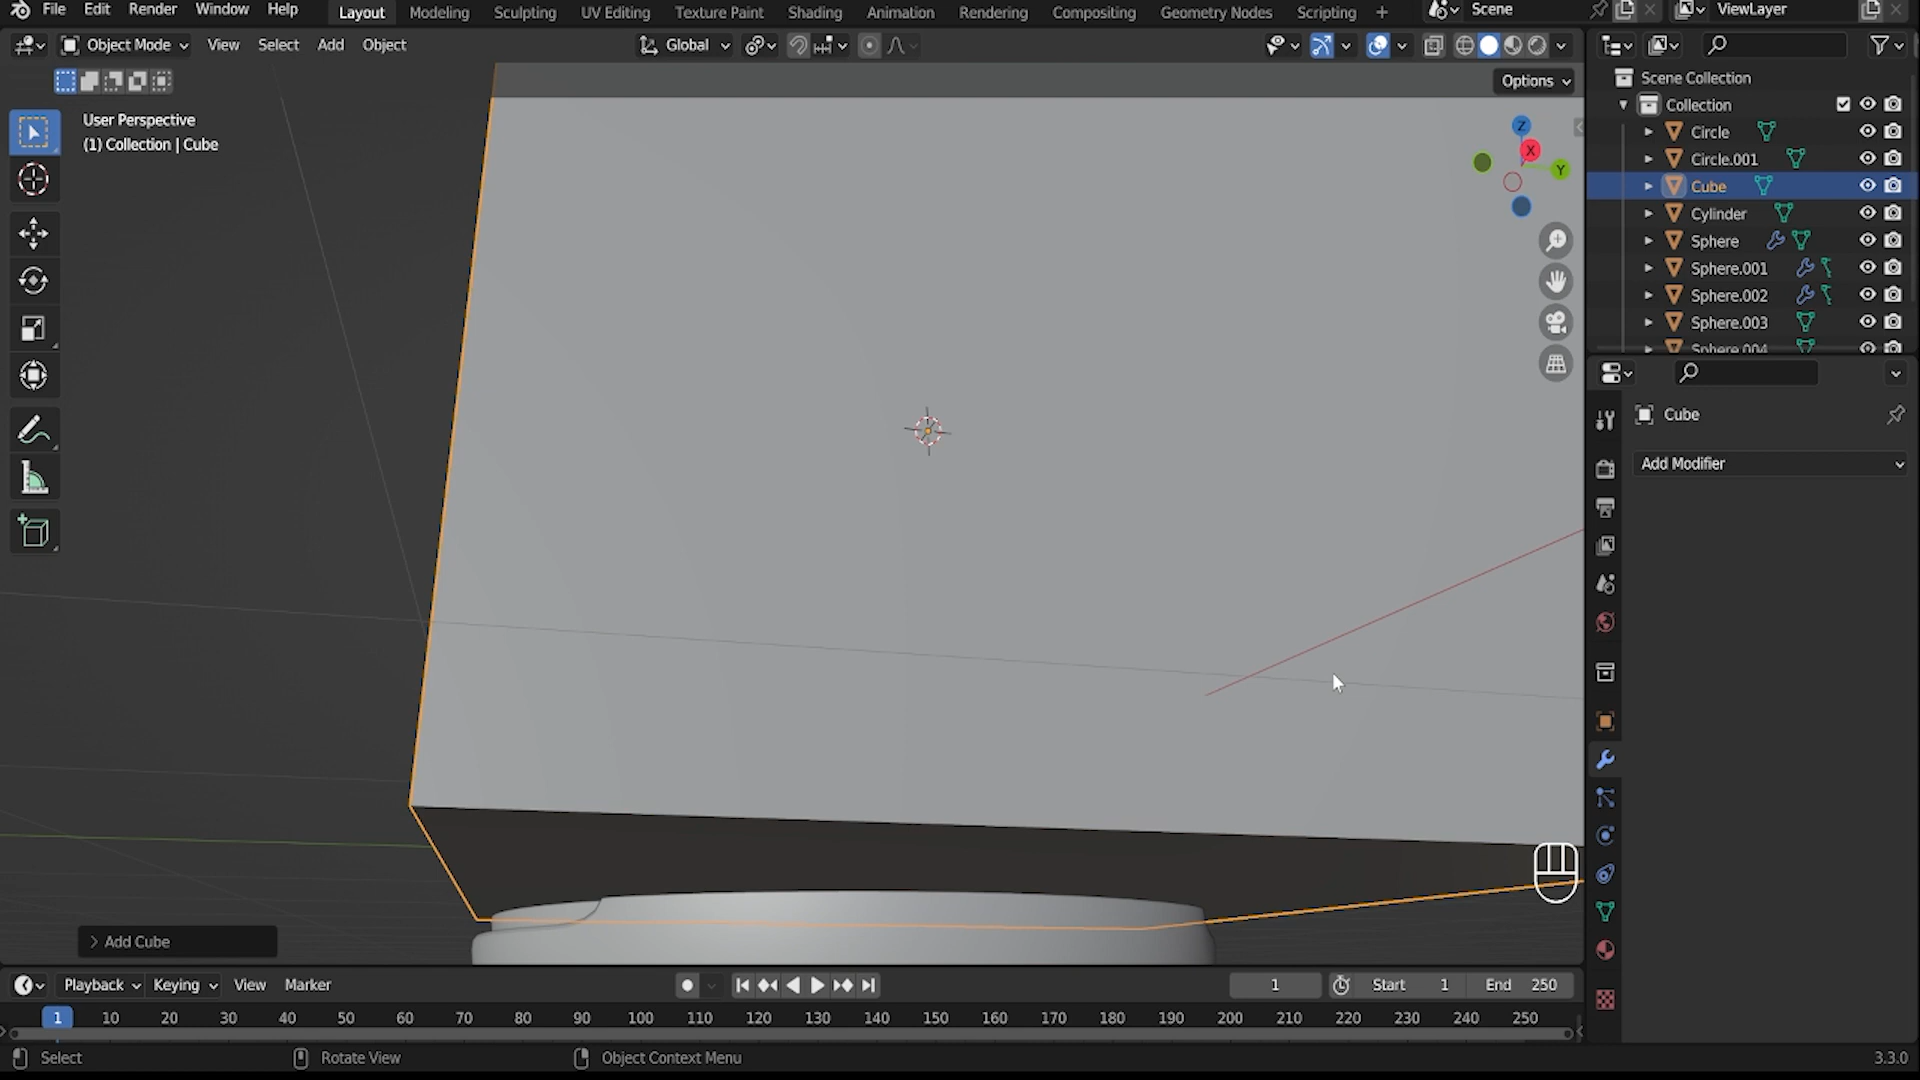 File Edit Render Window Help Layout Modeling Sculpting UV Editing Texture Paint Shading Animation Rendering Compositing Geometry Nodes Scripting + Scene ViewLayer
Object Mode View Select Add Object Global
Options
User Perspective
(1) Collection | Cube
Z
X
Y
Scene Collection
Collection
Circle
Circle.001
Cube
Cylinder
Sphere
Sphere.001
Sphere.002
Sphere.003
Sphere.004
Cube
Add Modifier
Add Cube
Playback Keying View Marker 1 Start 1 End 250
1 10 20 30 40 50 60 70 80 90 100 110 120 130 140 150 160 170 180 190 200 210 220 230 240 250
Select Rotate View Object Context Menu 3.3.0